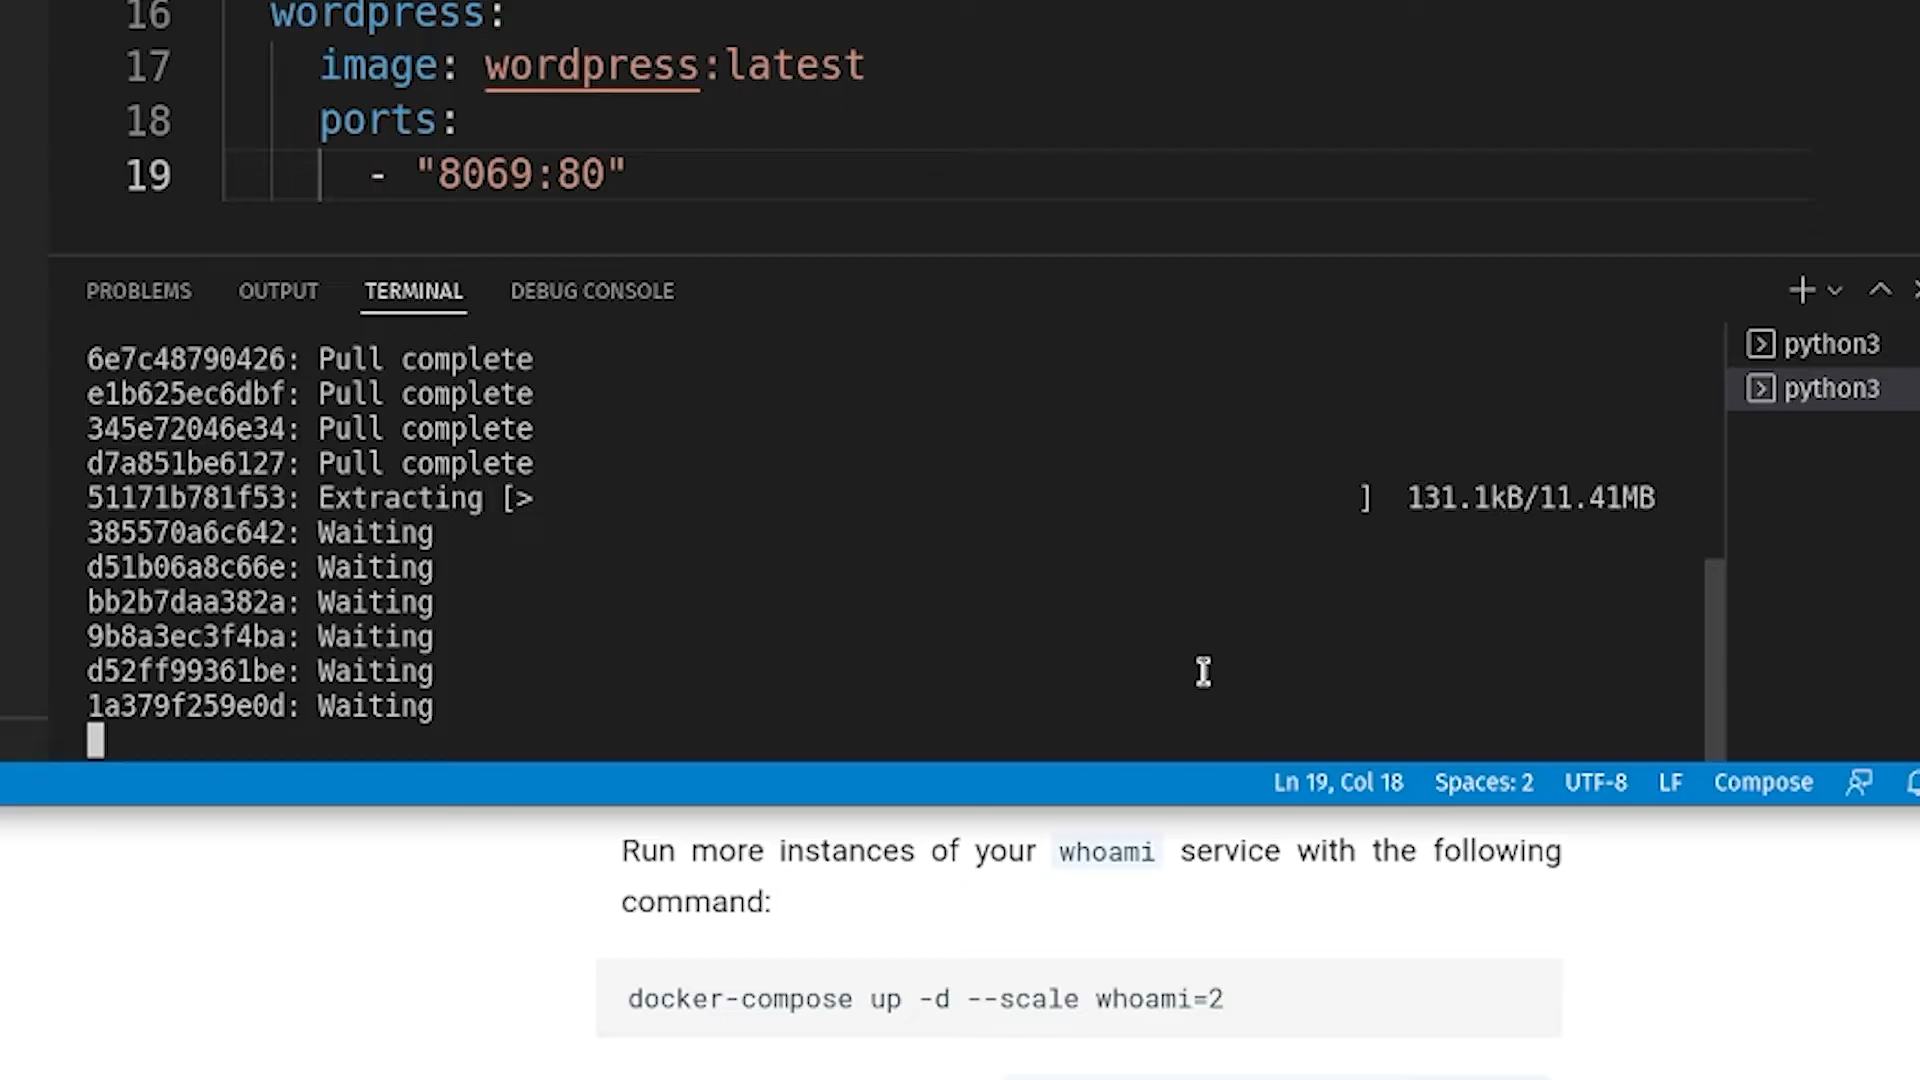 16 wordpress:
17 image: wordpress:latest
18 ports:
19 - "8069:80"
PROBLEMS OUTPUT TERMINAL DEBUG CONSOLE
6e7c48790426: Pull complete
e1b625ec6dbf: Pull complete
345e72046e34: Pull complete
d7a851be6127: Pull complete
51171b781f53: Extracting [> ] 131.1kB/11.41MB
385570a6c642: Waiting
d51b06a8c66e: Waiting
bb2b7daa382a: Waiting
9b8a3ec3f4ba: Waiting
d52ff99361be: Waiting
1a379f259e0d: Waiting
python3
python3
Ln 19, Col 18 Spaces: 2 UTF-8 LF Compose
Run more instances of your whoami service with the following
command:
docker-compose up -d --scale whoami=2